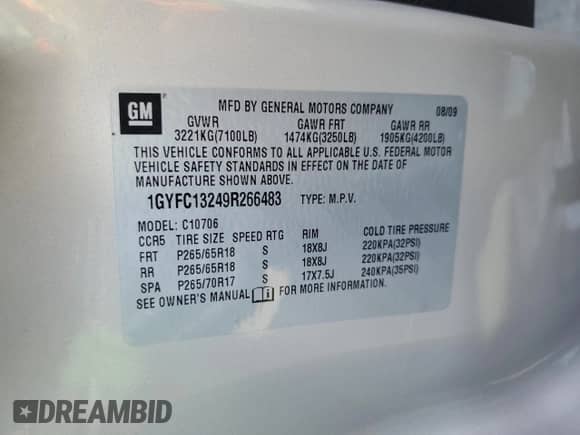 GM
MFD BY GENERAL MOTORS COMPANY 08/09
GVWR GAWR FRT GAWR RR
3221KG(7100LB) 1474KG(3250LB) 1905KG(4200LB)
THIS VEHICLE CONFORMS TO ALL APPLICABLE U.S. FEDERAL MOTOR
VEHICLE SAFETY STANDARDS IN EFFECT ON THE DATE OF
MANUFACTURE SHOWN ABOVE.
1GYFC13249R266483 TYPE: M.P.V.
MODEL: C10706
CCR5 TIRE SIZE SPEED RTG RIM COLD TIRE PRESSURE
FRT P265/65R18 S 18X8J 220KPA(32PSI)
RR P265/65R18 S 18X8J 220KPA(32PSI)
SPA P265/70R17 S 17X7.5J 240KPA(35PSI)
SEE OWNER'S MANUAL FOR MORE INFORMATION.
DREAMBID